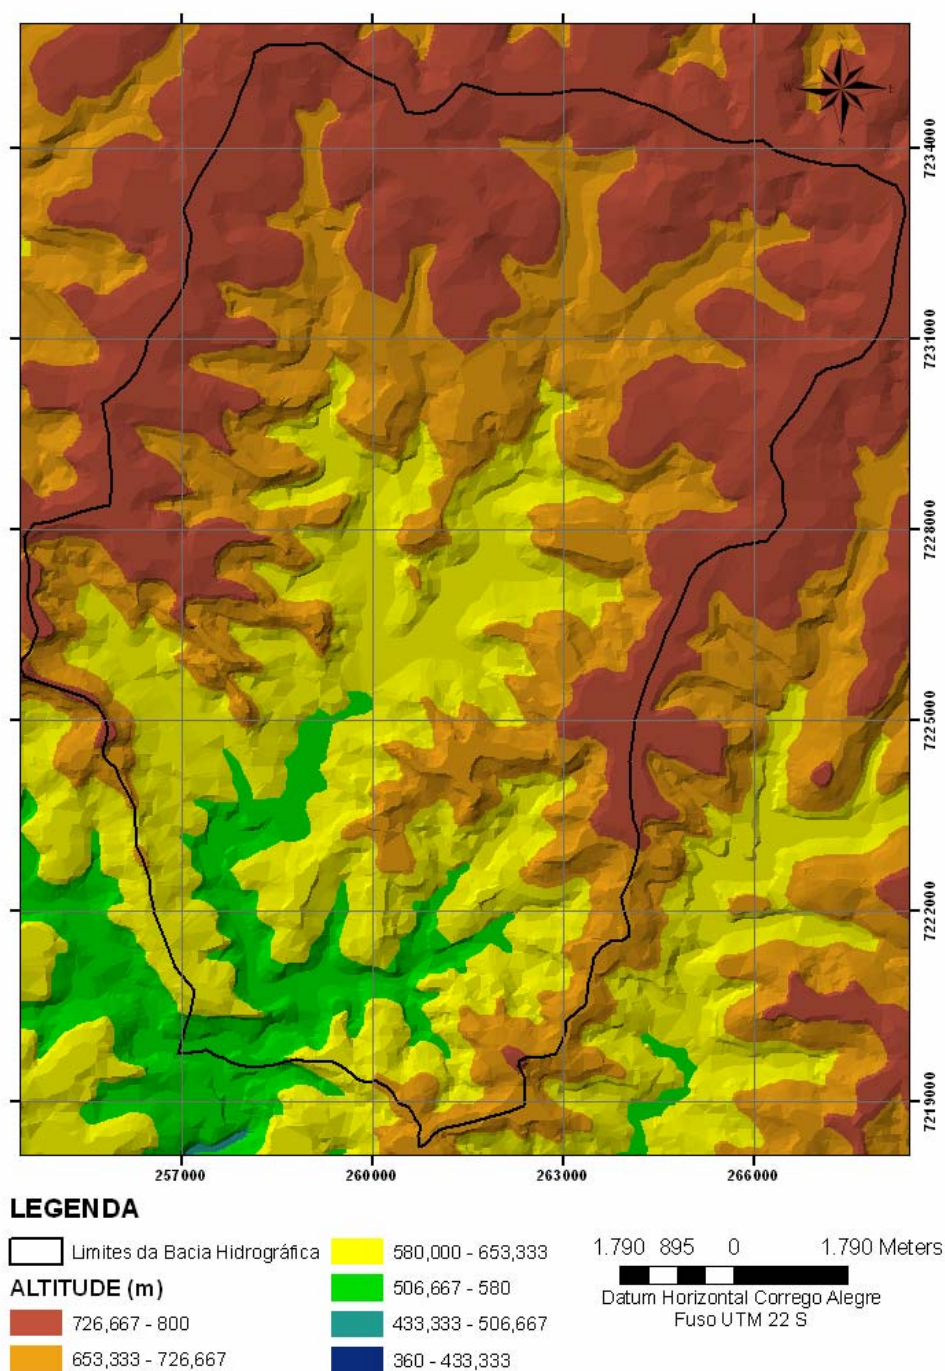 N
W E
S
7234000
7231000
7228000
7225000
7222000
7219000
257000 260000 263000 266000
LEGENDA
Limites da Bacia Hidrográfica
ALTITUDE (m)
726,667 - 800
653,333 - 726,667
580,000 - 653,333
506,667 - 580
433,333 - 506,667
360 - 433,333
1.790 895 0 1.790 Meters
Datum Horizontal Corrego Alegre
Fuso UTM 22 S